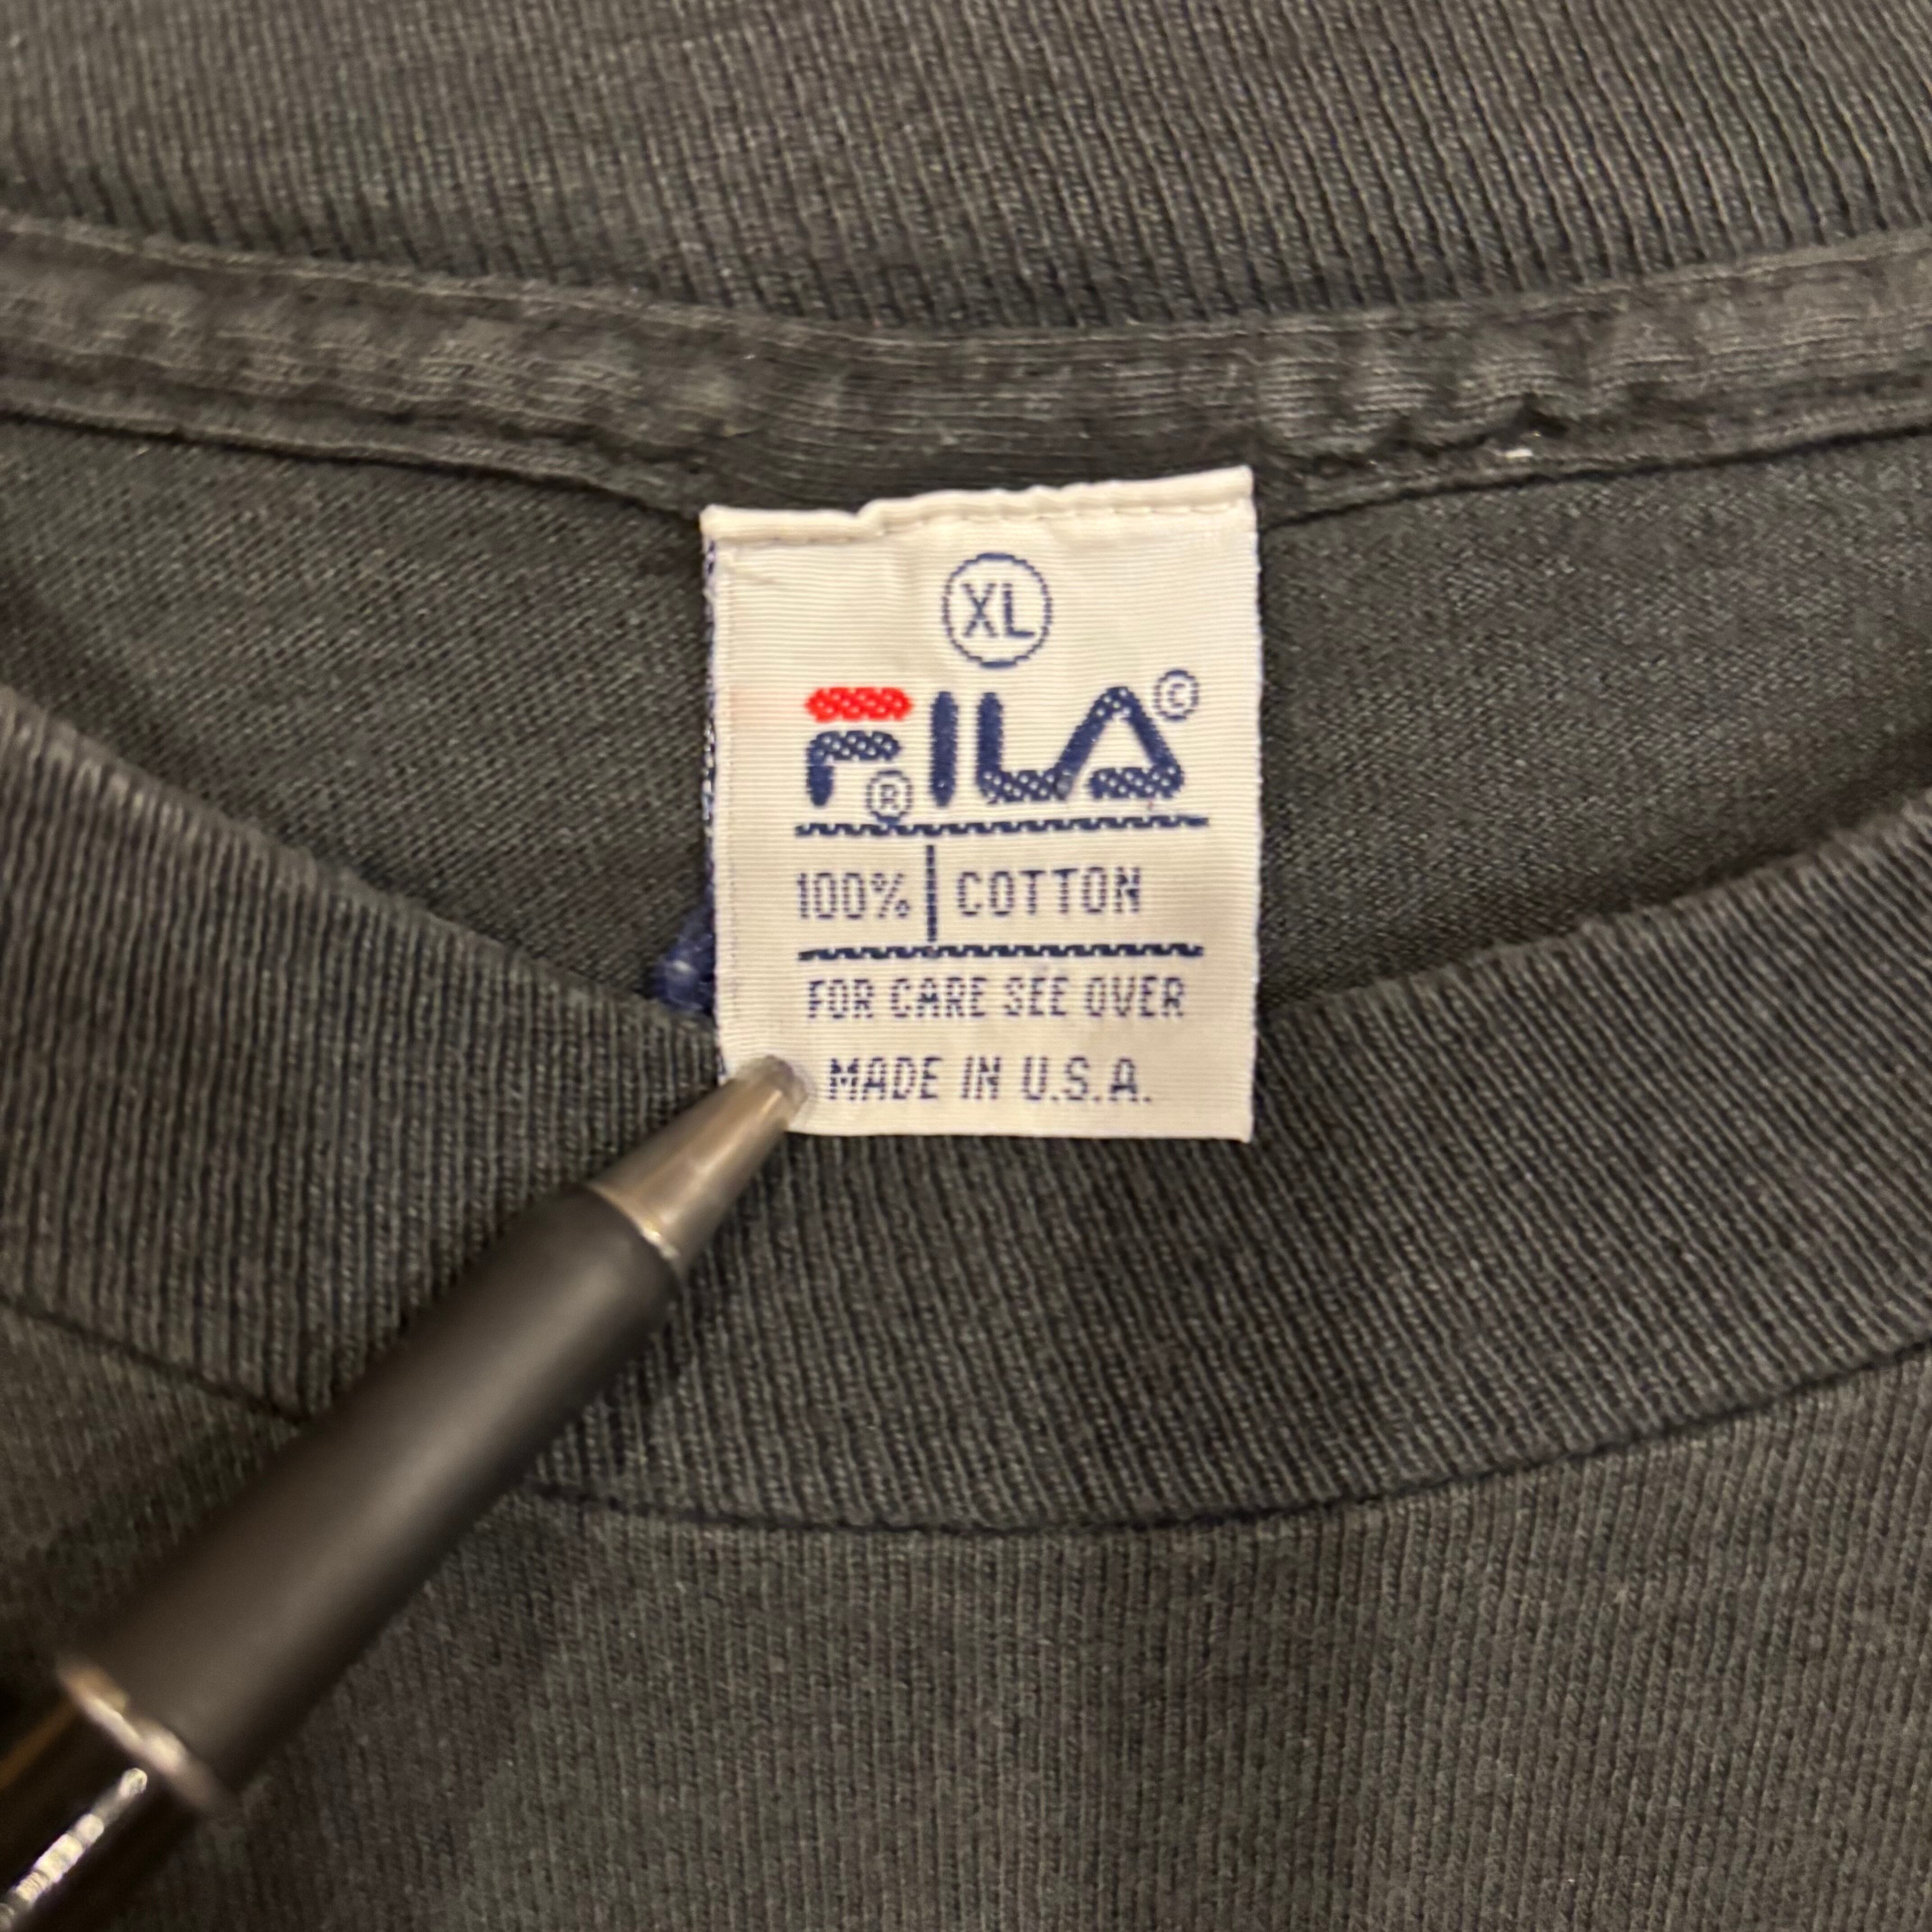 XL
FILA©
®
100% | COTTON
FOR CARE SEE OVER
MADE IN U.S.A.